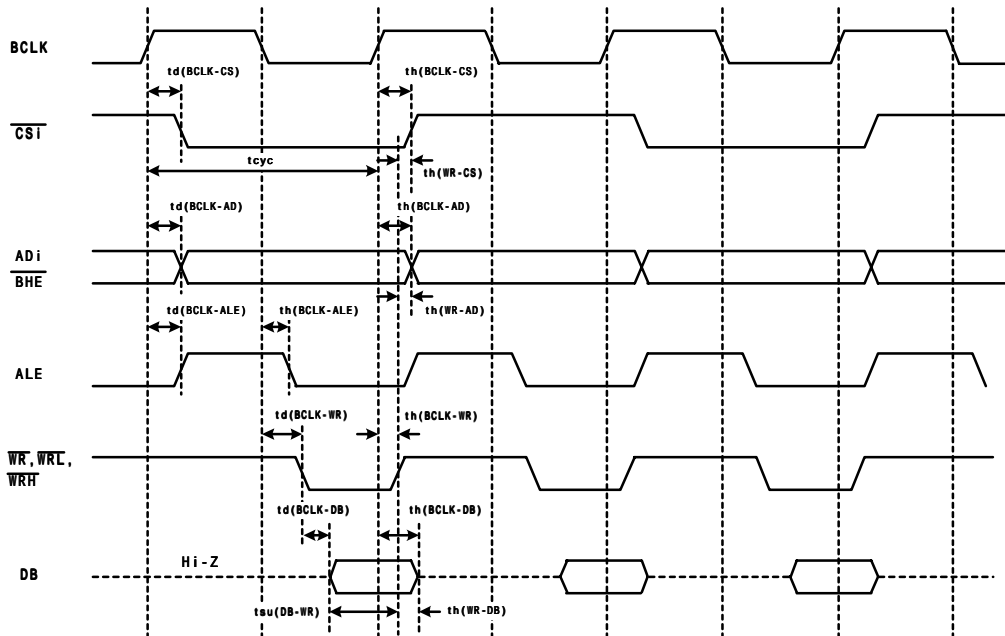 BCLK
td(BCLK-CS) th(BCLK-CS)
CSi
tcyc
th(WR-CS)
td(BCLK-AD) th(BCLK-AD)
ADi
BHE
td(BCLK-ALE) th(BCLK-ALE) th(WR-AD)
ALE
td(BCLK-WR) th(BCLK-WR)
WR, WRL,
WRH
td(BCLK-DB) th(BCLK-DB)
Hi-Z
DB
tsu(DB-WR) th(WR-DB)